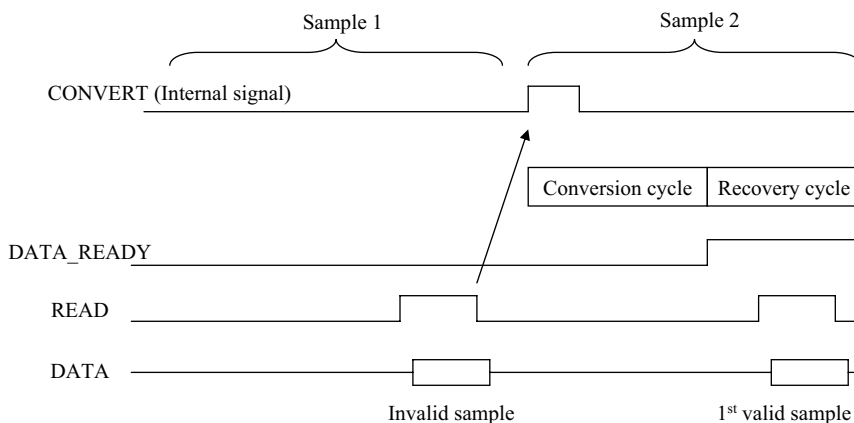 Sample 1
Sample 2
CONVERT (Internal signal)
Conversion cycle
Recovery cycle
DATA_READY
READ
DATA
Invalid sample
1st valid sample